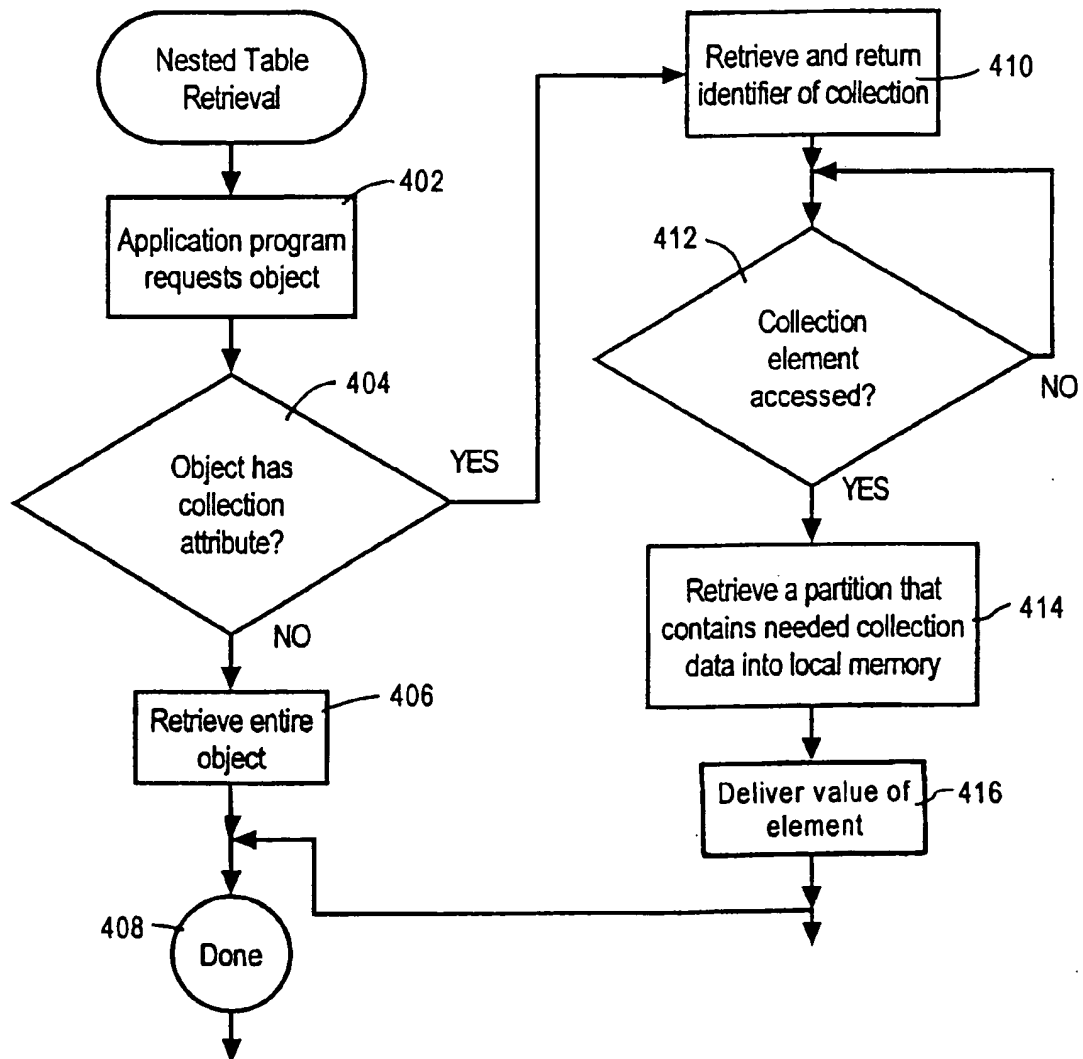 Nested Table
Retrieval
402
Application program
requests object
404
Object has
collection
attribute?
YES
NO
406
Retrieve entire
object
408
Done
Retrieve and return
identifier of collection
410
412
Collection
element
accessed?
NO
YES
Retrieve a partition that
contains needed collection
data into local memory
414
Deliver value of
element
416